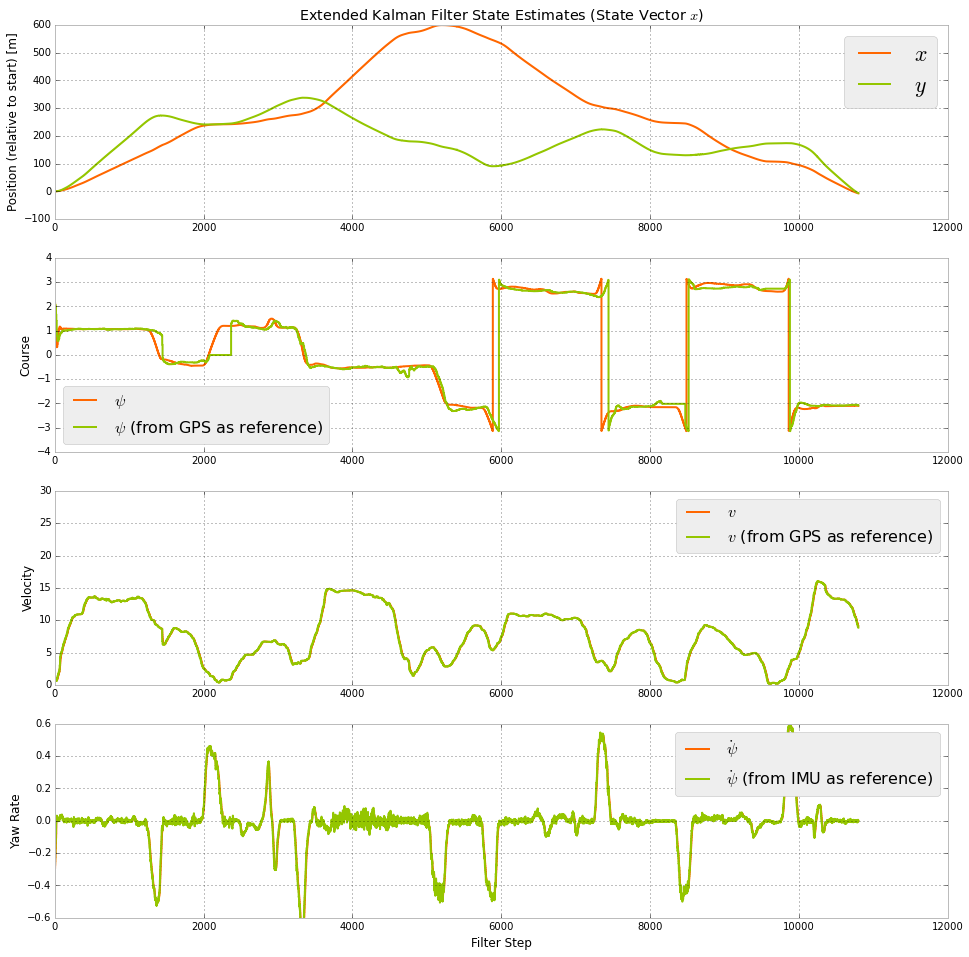 Extended Kalman Filter State Estimates (State Vector x)
Position (relative to start) [m]
600
500
400
300
200
100
0
−100
x
y
0 2000 4000 6000 8000 10000 12000
Course
4
3
2
1
0
−1
−2
−3
−4
ψ
ψ (from GPS as reference)
0 2000 4000 6000 8000 10000 12000
Velocity
30
25
20
15
10
5
0
v
v (from GPS as reference)
0 2000 4000 6000 8000 10000 12000
Yaw Rate
0.6
0.4
0.2
0.0
−0.2
−0.4
−0.6
ψ̇
ψ̇ (from IMU as reference)
0 2000 4000 6000 8000 10000 12000
Filter Step